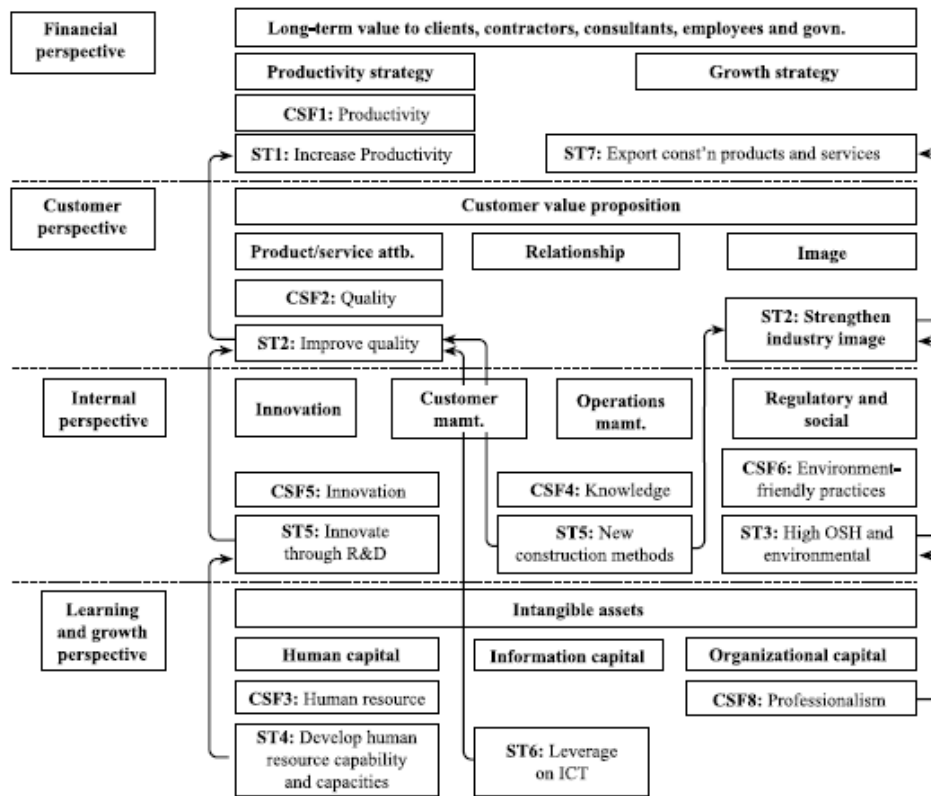 Financial
perspective
Long-term value to clients, contractors, consultants, employees and govn.
Productivity strategy
Growth strategy
CSF1: Productivity
ST1: Increase Productivity
ST7: Export const'n products and services
Customer
perspective
Customer value proposition
Product/service attb.
Relationship
Image
CSF2: Quality
ST2: Improve quality
ST2: Strengthen
industry image
Internal
perspective
Innovation
Customer
mamt.
Operations
mamt.
Regulatory and
social
CSF5: Innovation
CSF4: Knowledge
CSF6: Environment-
friendly practices
ST5: Innovate
through R&D
ST5: New
construction methods
ST3: High OSH and
environmental
Learning
and growth
perspective
Intangible assets
Human capital
Information capital
Organizational capital
CSF3: Human resource
CSF8: Professionalism
ST4: Develop human
resource capability
and capacities
ST6: Leverage
on ICT